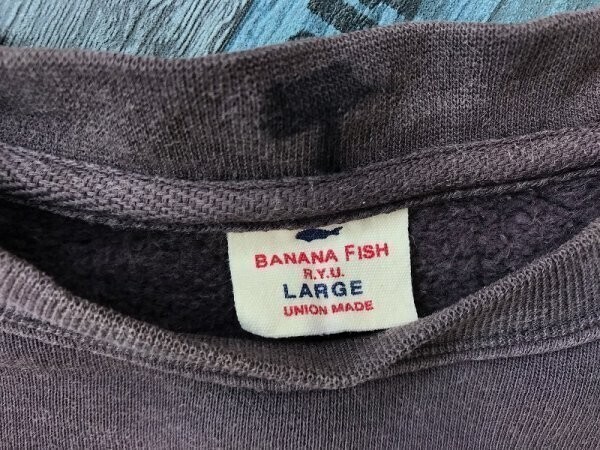 BANANA FISH
R.Y.U.
LARGE
UNION MADE